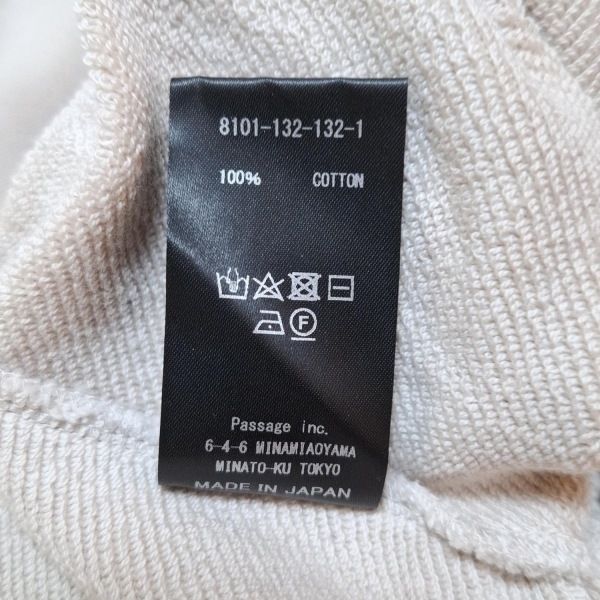 8101-132-132-1
100% COTTON
F
Passage inc.
6-4-6 MINAMIAOYAMA
MINATO-KU TOKYO
MADE IN JAPAN